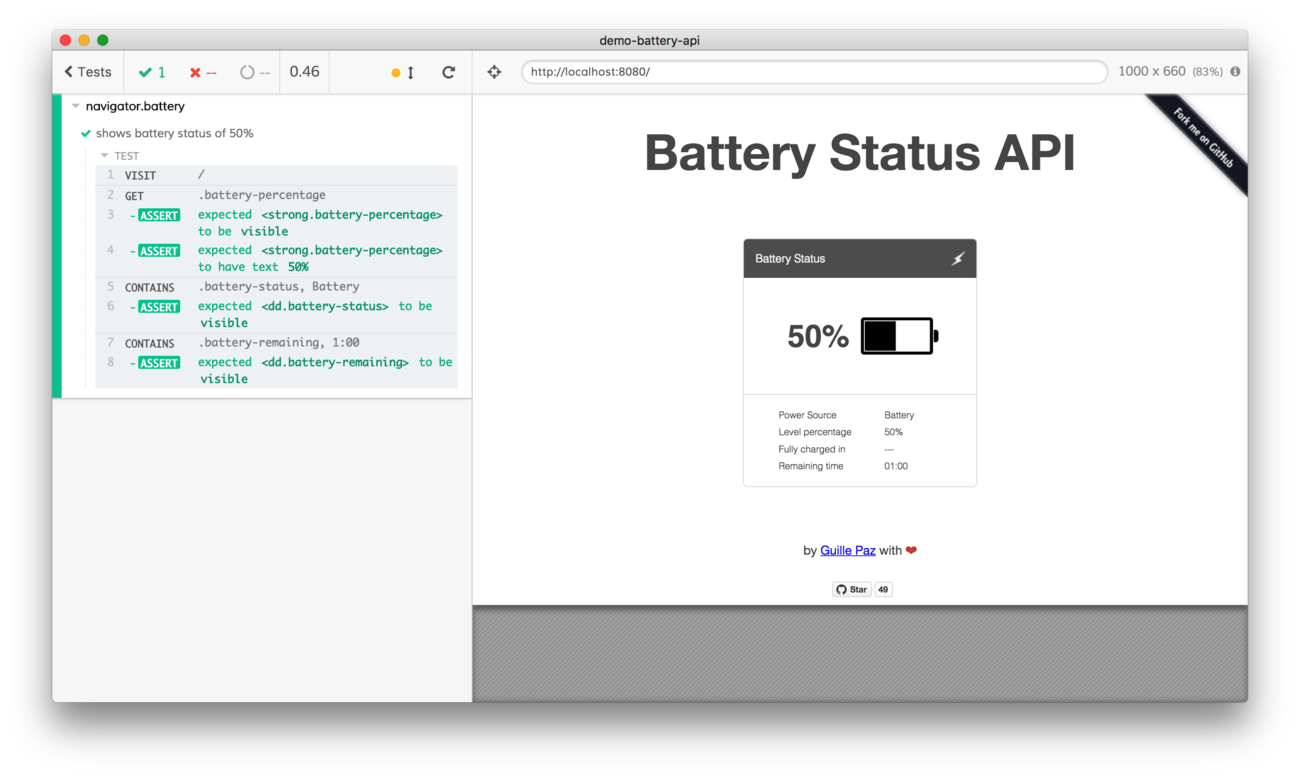 demo-battery-api
Tests
1
--
--
0.46
http://localhost:8080/
1000 x 660 (83%)
navigator.battery
shows battery status of 50%
TEST
1 VISIT /
2 GET .battery-percentage
3 -ASSERT expected <strong.battery-percentage>
to be visible
4 -ASSERT expected <strong.battery-percentage>
to have text 50%
5 CONTAINS .battery-status, Battery
6 -ASSERT expected <dd.battery-status> to be
visible
7 CONTAINS .battery-remaining, 1:00
8 -ASSERT expected <dd.battery-remaining> to be
visible
Fork me on GitHub
Battery Status API
Battery Status
50%
Power Source Battery
Level percentage 50%
Fully charged in ---
Remaining time 01:00
by Guille Paz with ❤
Star 49